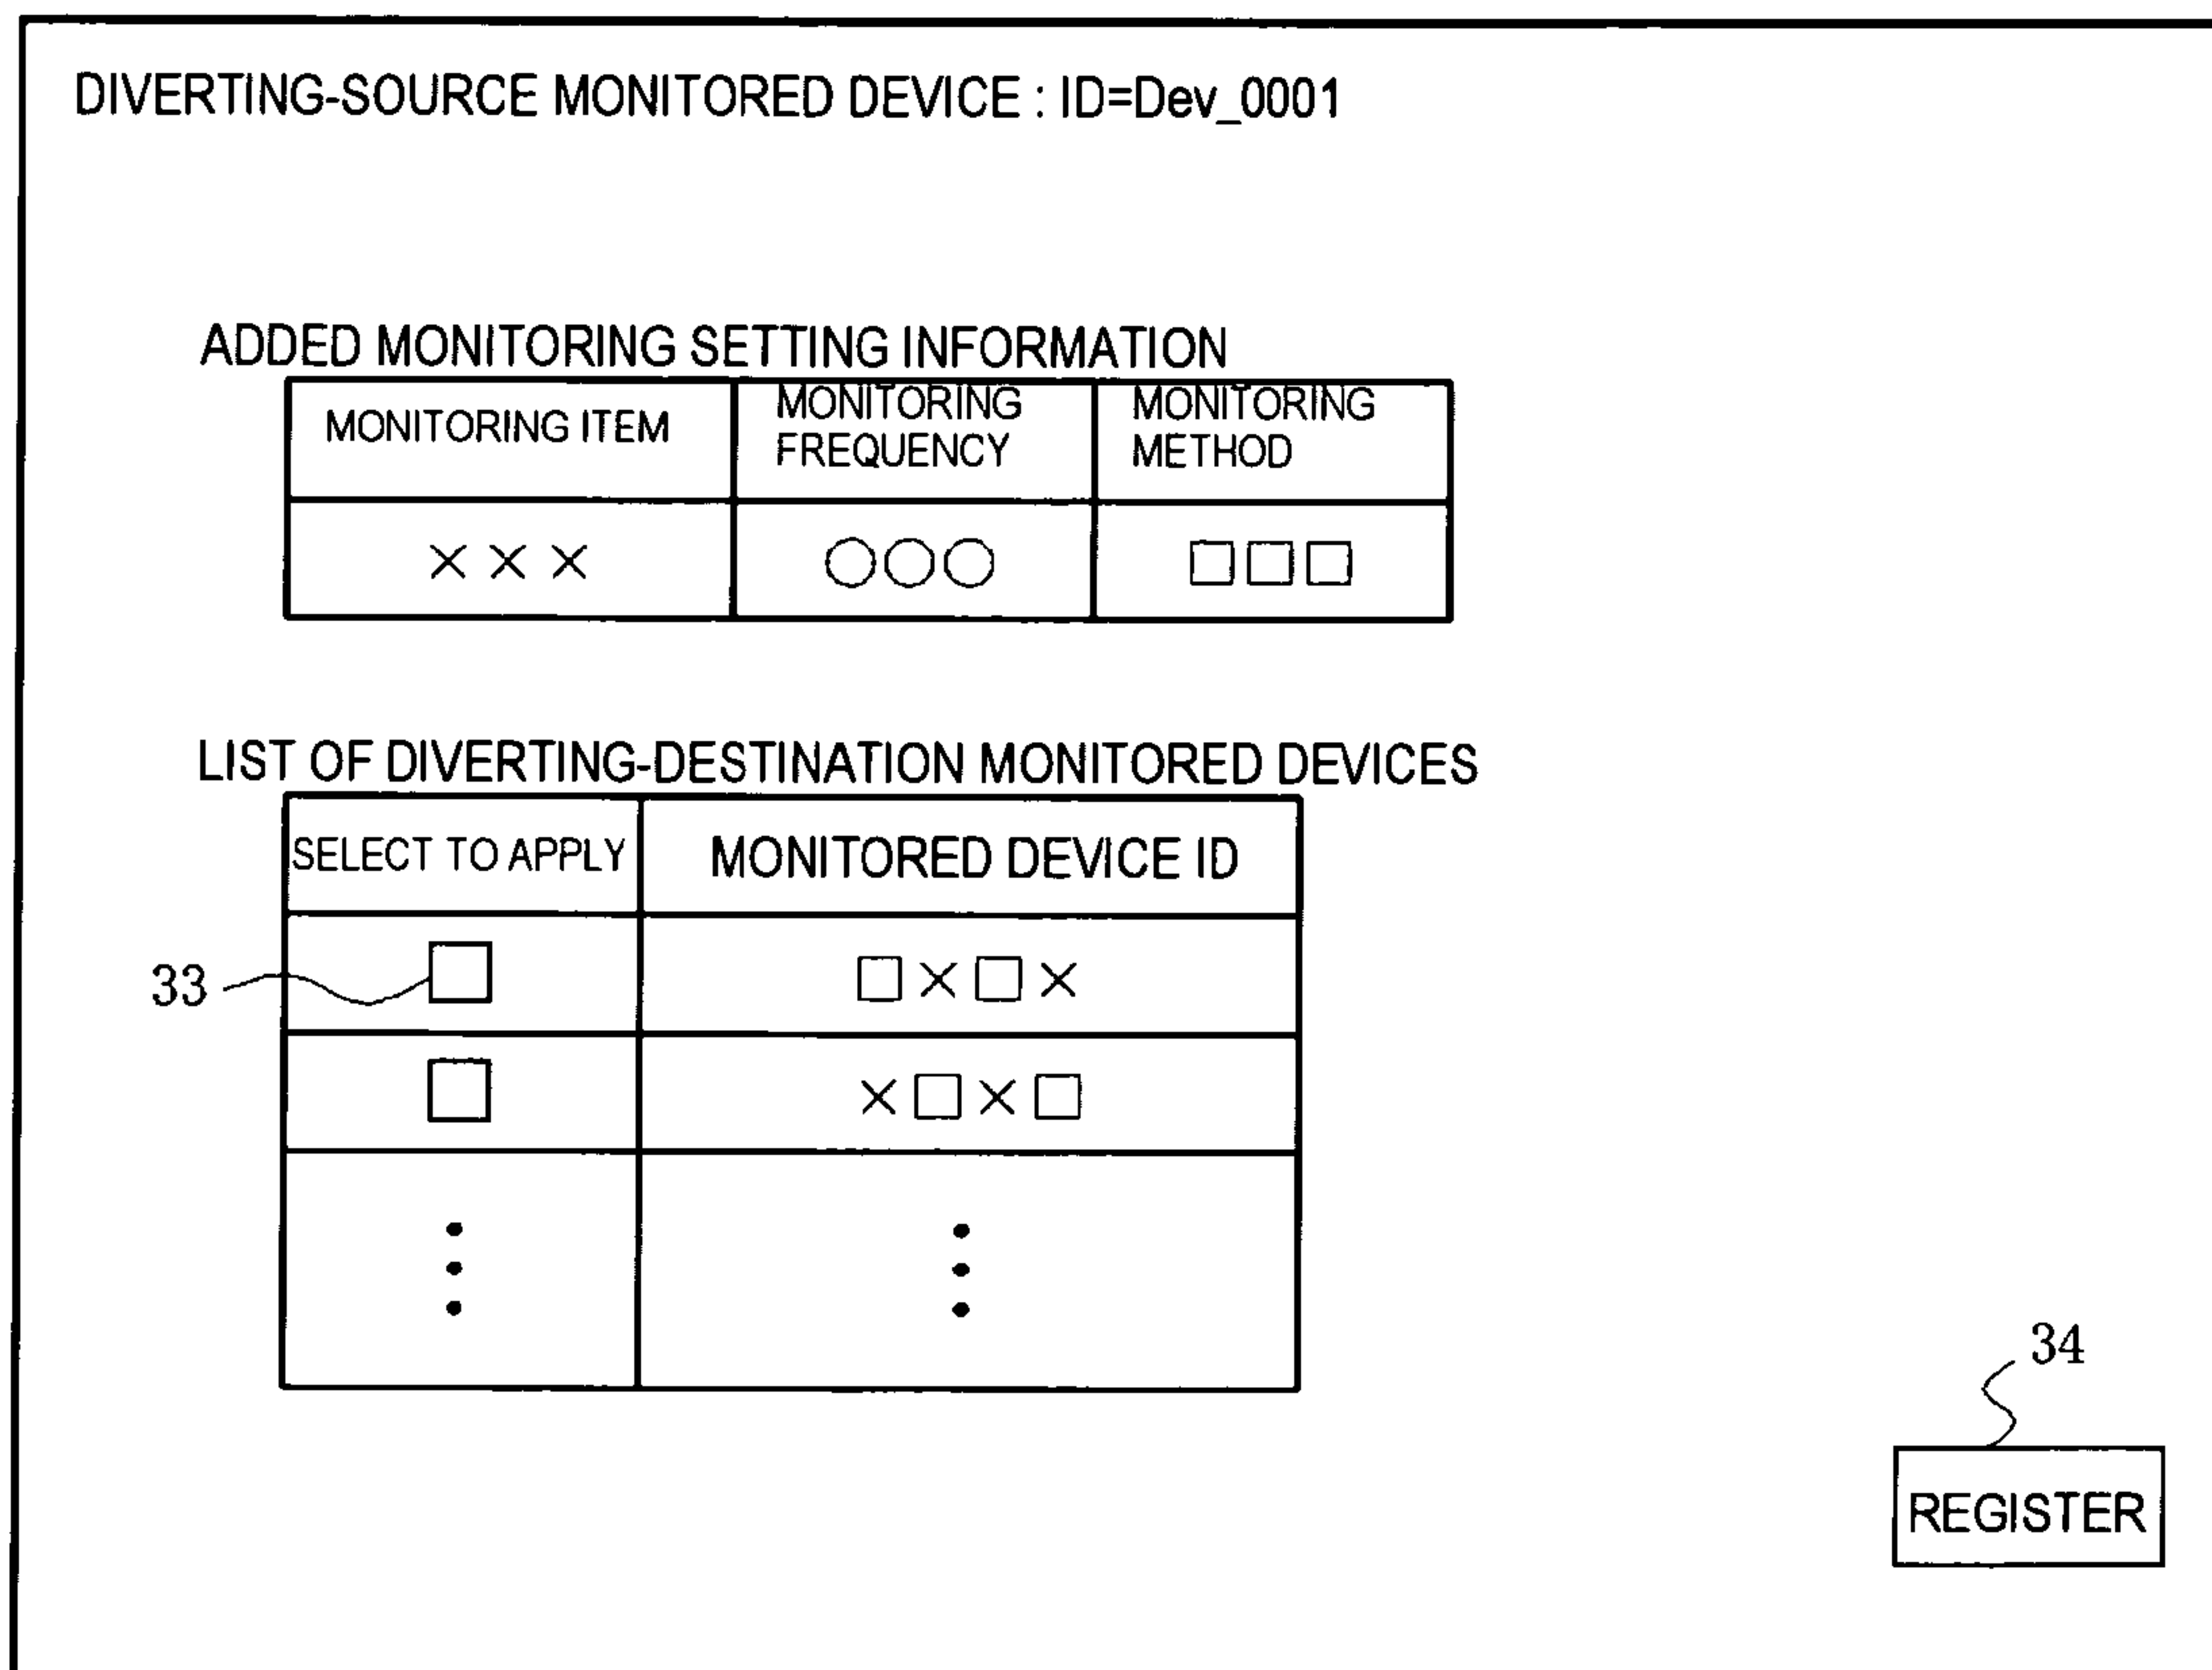 DIVERTING-SOURCE MONITORED DEVICE : ID=Dev_0001
ADDED MONITORING SETTING INFORMATION
MONITORING ITEM
MONITORING
FREQUENCY
MONITORING
METHOD
×××
○○○
□□□
LIST OF DIVERTING-DESTINATION MONITORED DEVICES
SELECT TO APPLY
MONITORED DEVICE ID
33
□×□×
×□×□
34
REGISTER